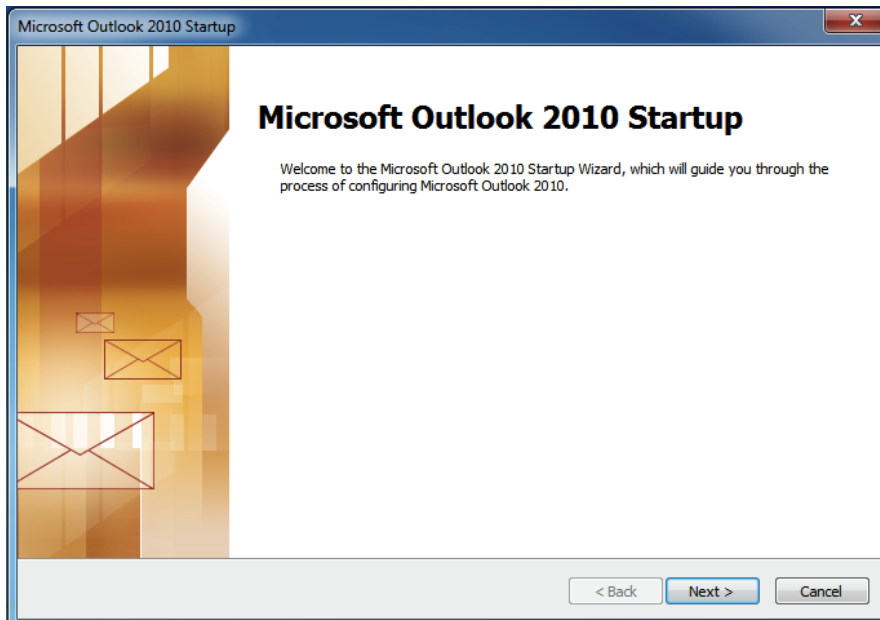 Microsoft Outlook 2010 Startup
Microsoft Outlook 2010 Startup
Welcome to the Microsoft Outlook 2010 Startup Wizard, which will guide you through the
process of configuring Microsoft Outlook 2010.
< Back Next > Cancel